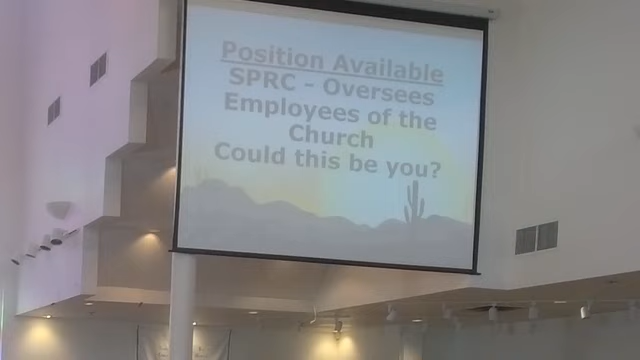 Position Available
SPRC - Oversees
Employees of the
Church
Could this be you?